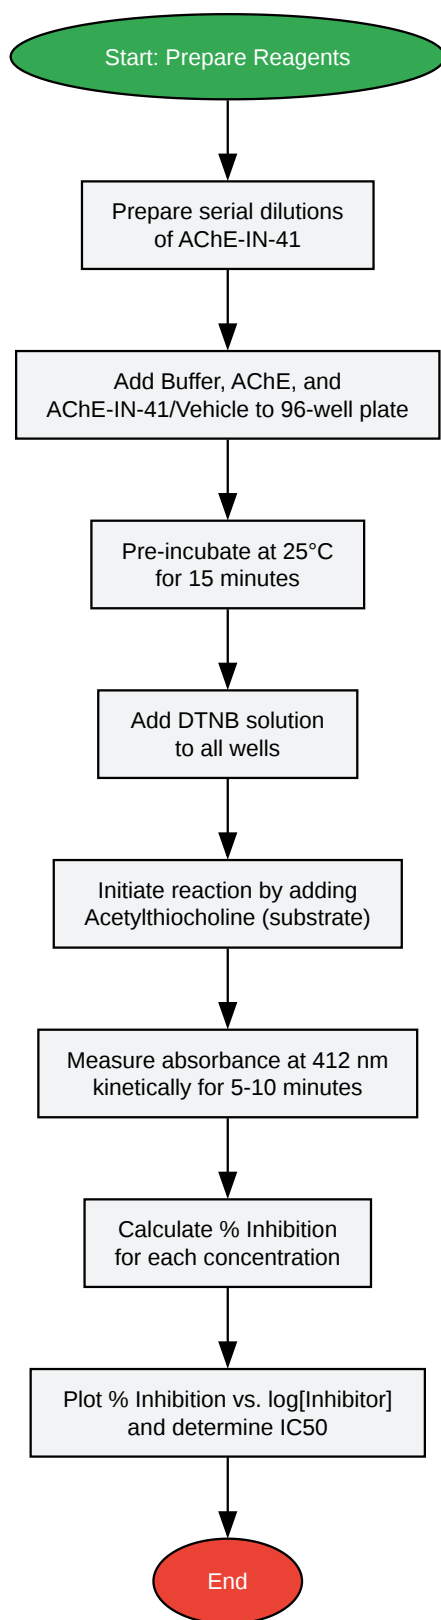 Start: Prepare Reagents
Prepare serial dilutions
of AChE-IN-41
Add Buffer, AChE, and
AChE-IN-41/Vehicle to 96-well plate
Pre-incubate at 25°C
for 15 minutes
Add DTNB solution
to all wells
Initiate reaction by adding
Acetylthiocholine (substrate)
Measure absorbance at 412 nm
kinetically for 5-10 minutes
Calculate % Inhibition
for each concentration
Plot % Inhibition vs. log[Inhibitor]
and determine IC50
End